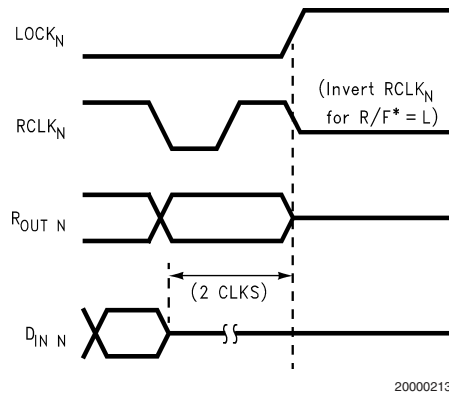 LOCKN
(Invert RCLKN
for R/F* = L)
RCLKN
ROUT N
(2 CLKS)
DIN N
20000213